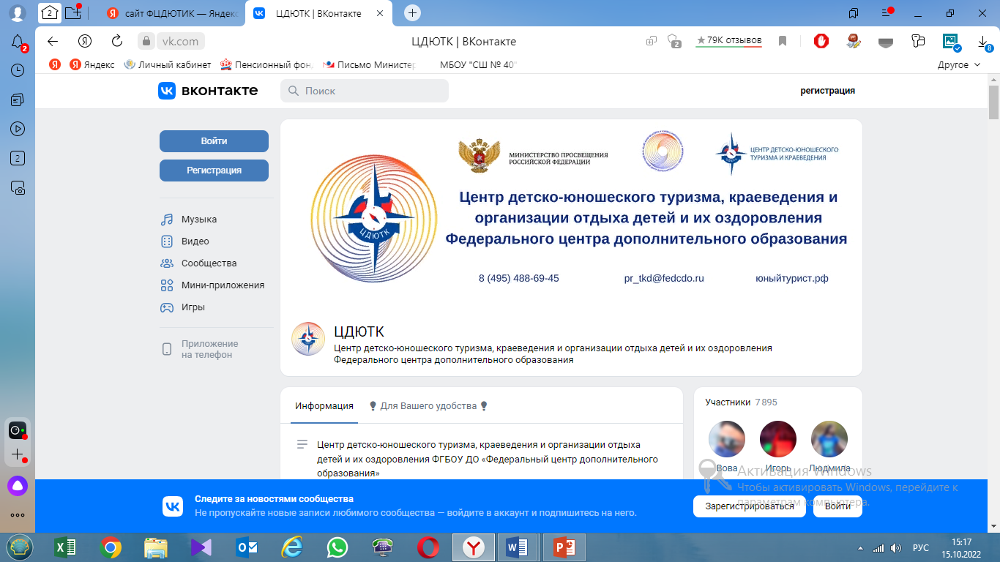 сайт ФЦДЮТИК — Яндекс
ЦДЮТК | ВКонтакте
2
vk.com
ЦДЮТК | ВКонтакте
2
★ 79К отзывов
8
Яндекс
Личный кабинет
Пенсионный фон
Письмо Министер
МБОУ "СШ № 40"
Другое
2
вконтакте
Поиск
регистрация
Войти
Регистрация
Музыка
Видео
Сообщества
Мини-приложения
Игры
Приложение
на телефон
МИНИСТЕРСТВО ПРОСВЕЩЕНИЯ
РОССИЙСКОЙ ФЕДЕРАЦИИ
ЦЕНТР ДЕТСКО-ЮНОШЕСКОГО
ТУРИЗМА И КРАЕВЕДЕНИЯ
ЦДЮТК
Центр детско-юношеского туризма, краеведения и
организации отдыха детей и их оздоровления
Федерального центра дополнительного образования
8 (495) 488-69-45
pr_tkd@fedcdo.ru
юныйтурист.рф
ЦДЮТК
Центр детско-юношеского туризма, краеведения и организации отдыха детей и их оздоровления
Федерального центра дополнительного образования
Информация
Для Вашего удобства
Центр детско-юношеского туризма, краеведения и организации отдыха
детей и их оздоровления ФГБОУ ДО «Федеральный центр дополнительного
образования»
Участники 7 895
Вова
Игорь
Людмила
Активация Windows
Чтобы активировать Windows, перейдите к
параметрам компьютера.
Следите за новостями сообщества
Не пропускайте новые записи любимого сообщества — войдите в аккаунт и подпишитесь на него.
Зарегистрироваться
Войти
РУС
15:17
15.10.2022